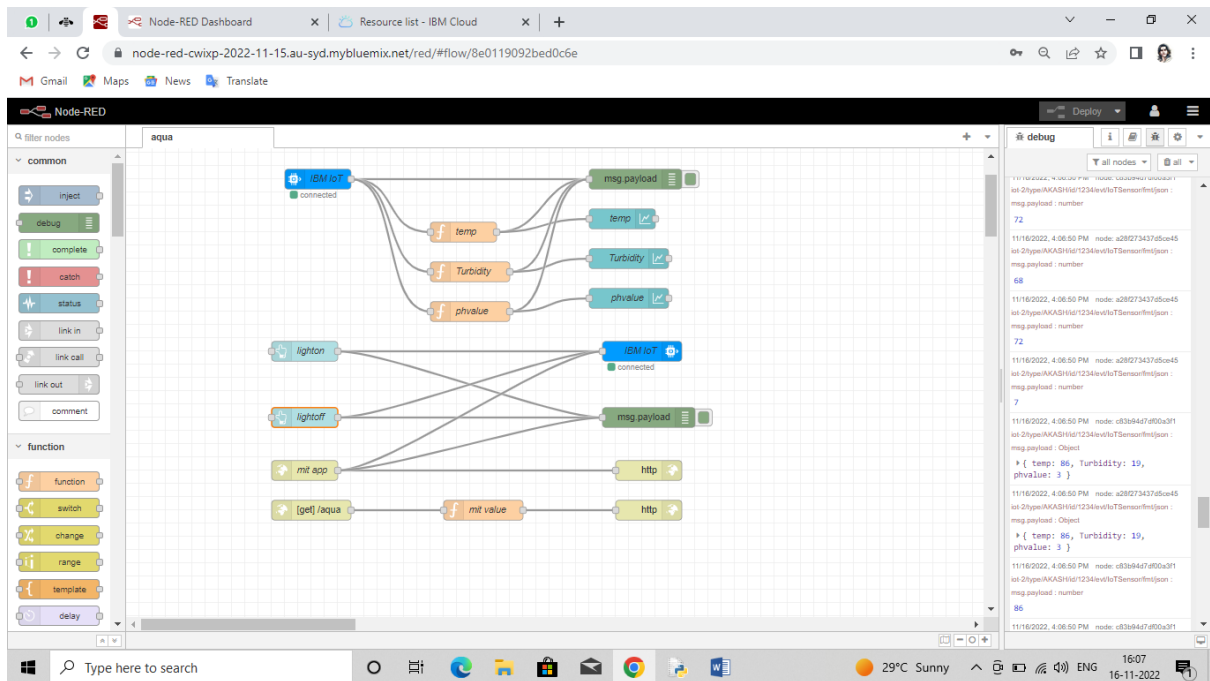 1
Node-RED Dashboard
Resource list - IBM Cloud
node-red-cwixp-2022-11-15.au-syd.mybluemix.net/red/#flow/8e0119092bed0c6e
Gmail Maps News Translate
Node-RED
Deploy
filter nodes
aqua
debug
all nodes
all
common
inject
debug
complete
catch
status
link in
link call
link out
comment
function
function
switch
change
range
template
delay
IBM IoT
connected
msg.payload
temp
temp
Turbidity
Turbidity
phvalue
phvalue
lighton
IBM IoT
connected
lightoff
msg.payload
mit app
http
[get] /aqua
mit value
http
iot-2/type/AKASH/id/1234/evt/IoTSensor/fmt/json :
msg.payload : number
72
11/16/2022, 4:06:50 PM node: a28f273437d5ce45
iot-2/type/AKASH/id/1234/evt/IoTSensor/fmt/json :
msg.payload : number
68
11/16/2022, 4:06:50 PM node: a28f273437d5ce45
iot-2/type/AKASH/id/1234/evt/IoTSensor/fmt/json :
msg.payload : number
72
11/16/2022, 4:06:50 PM node: a28f273437d5ce45
iot-2/type/AKASH/id/1234/evt/IoTSensor/fmt/json :
msg.payload : number
7
11/16/2022, 4:06:50 PM node: c83b94d7df00a3f1
iot-2/type/AKASH/id/1234/evt/IoTSensor/fmt/json :
msg.payload : Object
{ temp: 86, Turbidity: 19,
phvalue: 3 }
11/16/2022, 4:06:50 PM node: a28f273437d5ce45
iot-2/type/AKASH/id/1234/evt/IoTSensor/fmt/json :
msg.payload : Object
{ temp: 86, Turbidity: 19,
phvalue: 3 }
11/16/2022, 4:06:50 PM node: c83b94d7df00a3f1
iot-2/type/AKASH/id/1234/evt/IoTSensor/fmt/json :
msg.payload : number
86
11/16/2022, 4:06:50 PM node: c83b94d7df00a3f1
Type here to search
29°C Sunny
ENG
16:07
16-11-2022
1